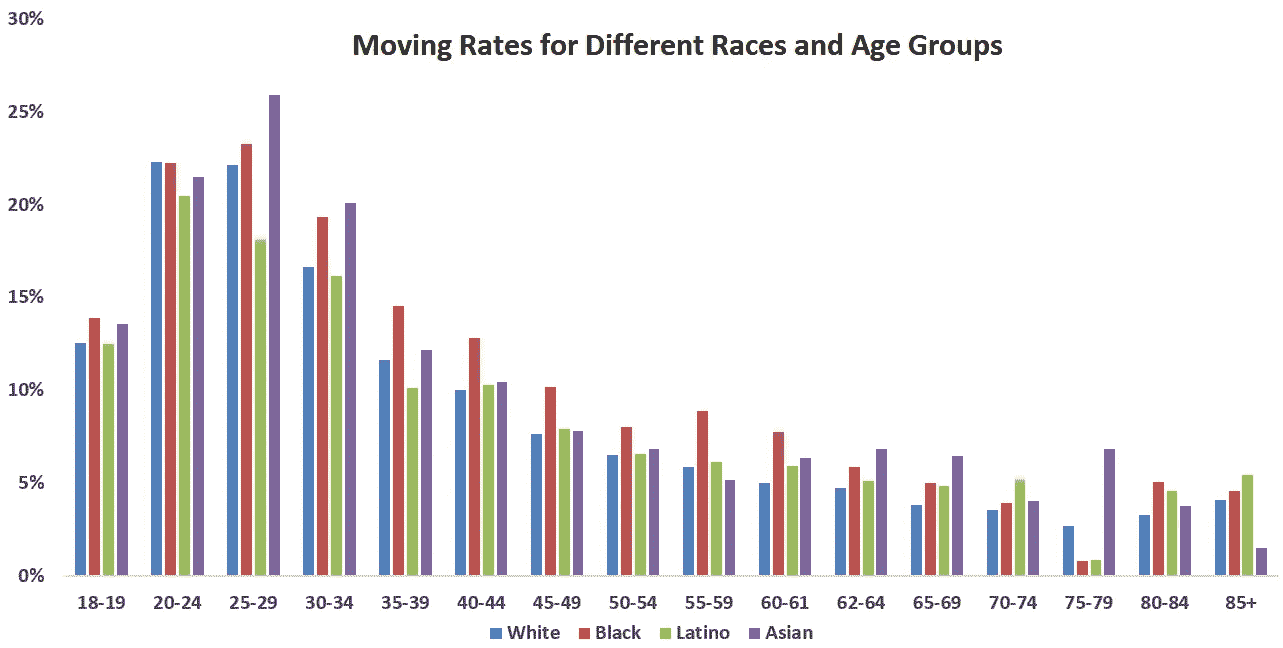 Moving Rates for Different Races and Age Groups
30%
25%
20%
15%
10%
5%
0%
18-19 20-24 25-29 30-34 35-39 40-44 45-49 50-54 55-59 60-61 62-64 65-69 70-74 75-79 80-84 85+
White Black Latino Asian